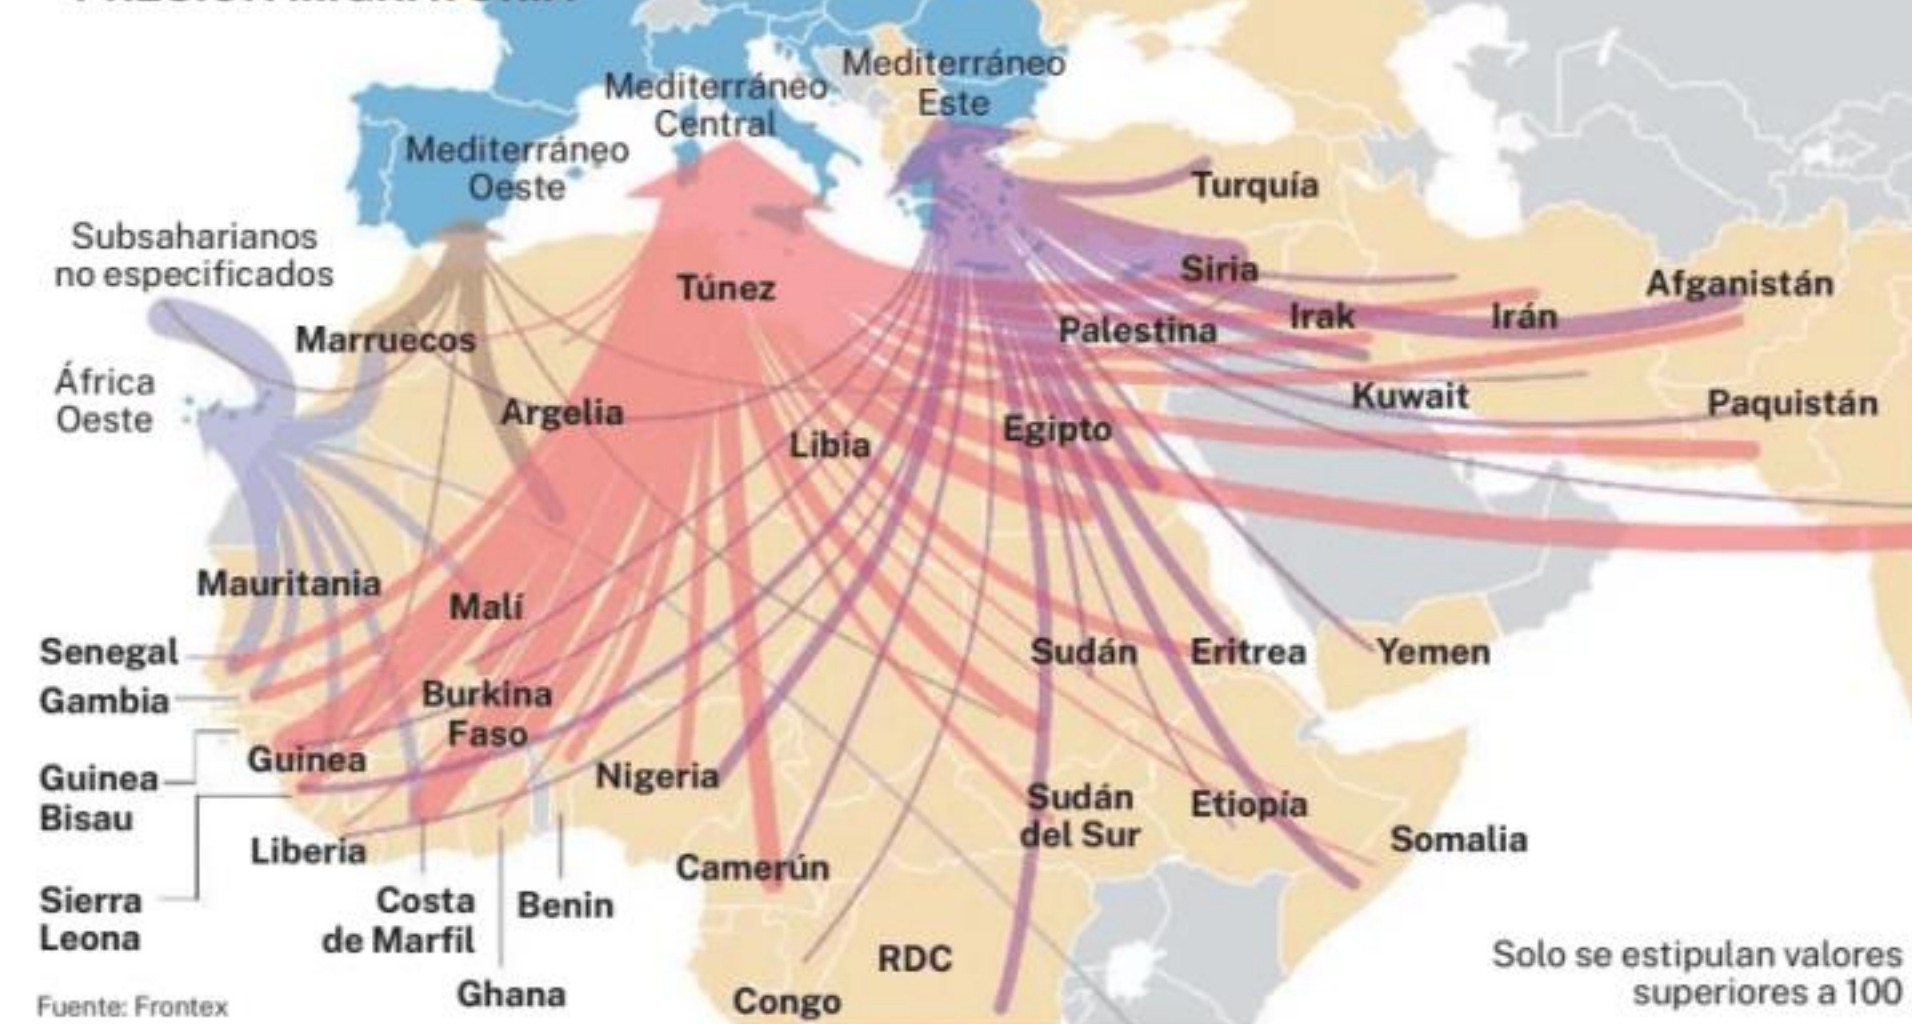 Mediterráneo
Este
Mediterráneo
Central
Mediterráneo
Oeste
Turquía
Subsaharianos
no especificados
Túnez
Siria
Afganistán
Marruecos
Palestina
Irak
Irán
África
Oeste
Argelia
Libia
Egipto
Kuwait
Paquistán
Mauritania
Malí
Senegal
Gambia
Burkina
Faso
Sudán
Eritrea
Yemen
Guinea
Guinea
Bisau
Nigeria
Sudán
del Sur
Etiopía
Somalia
Liberia
Camerún
Sierra
Leona
Costa
de Marfil
Benin
Ghana
RDC
Congo
Solo se estipulan valores
superiores a 100
Fuente: Frontex